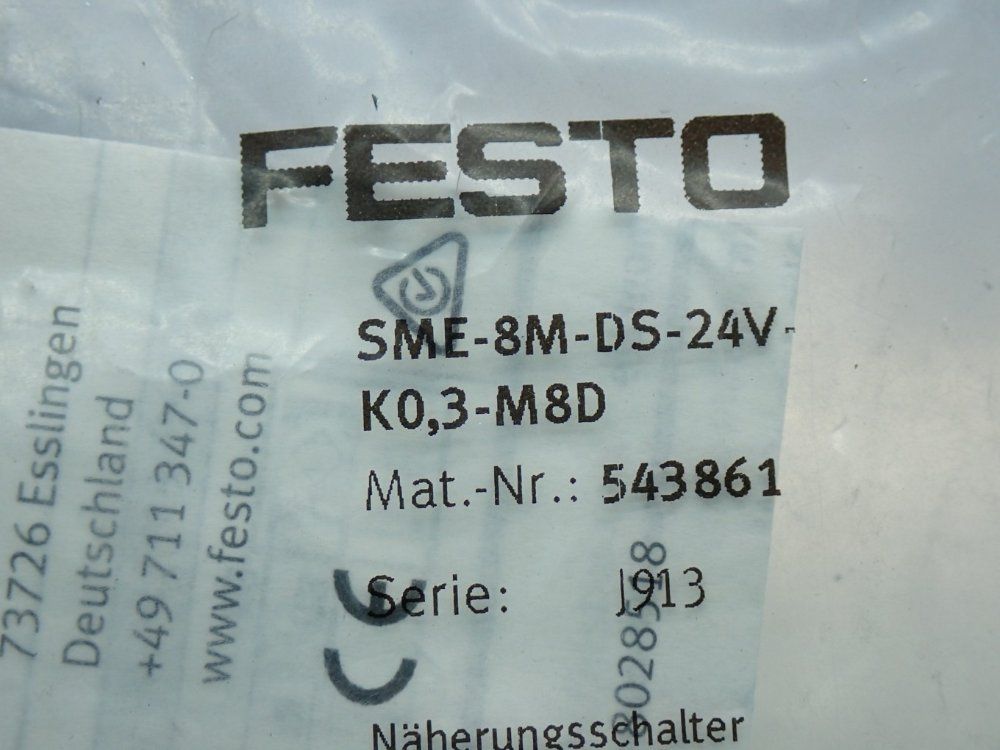 FESTO
SME-8M-DS-24V-
K0,3-M8D
Mat.-Nr.: 543861
Serie: J913
Näherungsschalter
73726 Esslingen
Deutschland
+49 711 347-0
www.festo.com